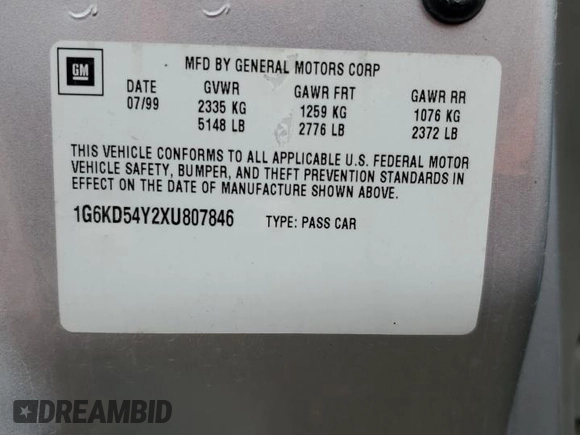 GM
MFD BY GENERAL MOTORS CORP
DATE GVWR GAWR FRT GAWR RR
07/99 2335 KG 1259 KG 1076 KG
5148 LB 2776 LB 2372 LB
THIS VEHICLE CONFORMS TO ALL APPLICABLE U.S. FEDERAL MOTOR
VEHICLE SAFETY, BUMPER, AND THEFT PREVENTION STANDARDS IN
EFFECT ON THE DATE OF MANUFACTURE SHOWN ABOVE.
1G6KD54Y2XU807846 TYPE: PASS CAR
DREAMBID